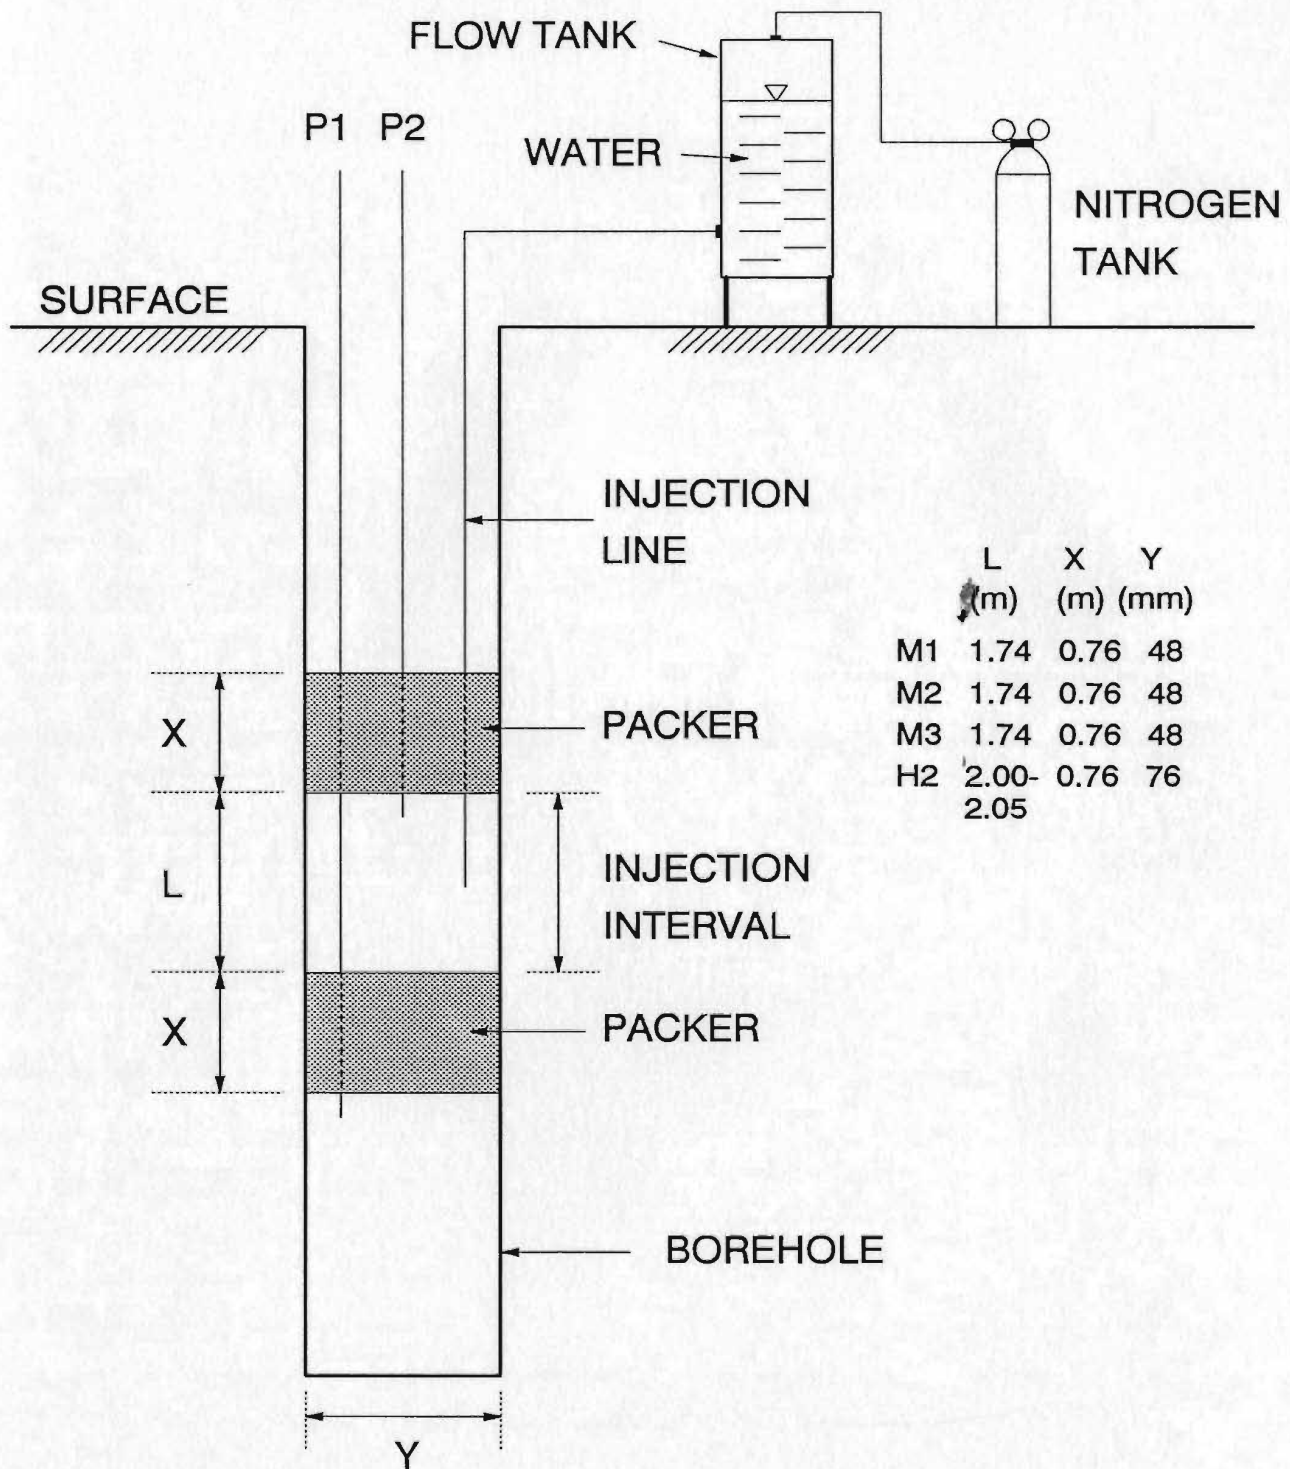 FLOW TANK
P1 P2
WATER
NITROGEN
TANK
SURFACE
INJECTION
LINE
L X Y
(m) (m) (mm)
M1 1.74 0.76 48
M2 1.74 0.76 48
M3 1.74 0.76 48
H2 2.00- 0.76 76
2.05
X
PACKER
L
INJECTION
INTERVAL
X
PACKER
BOREHOLE
Y